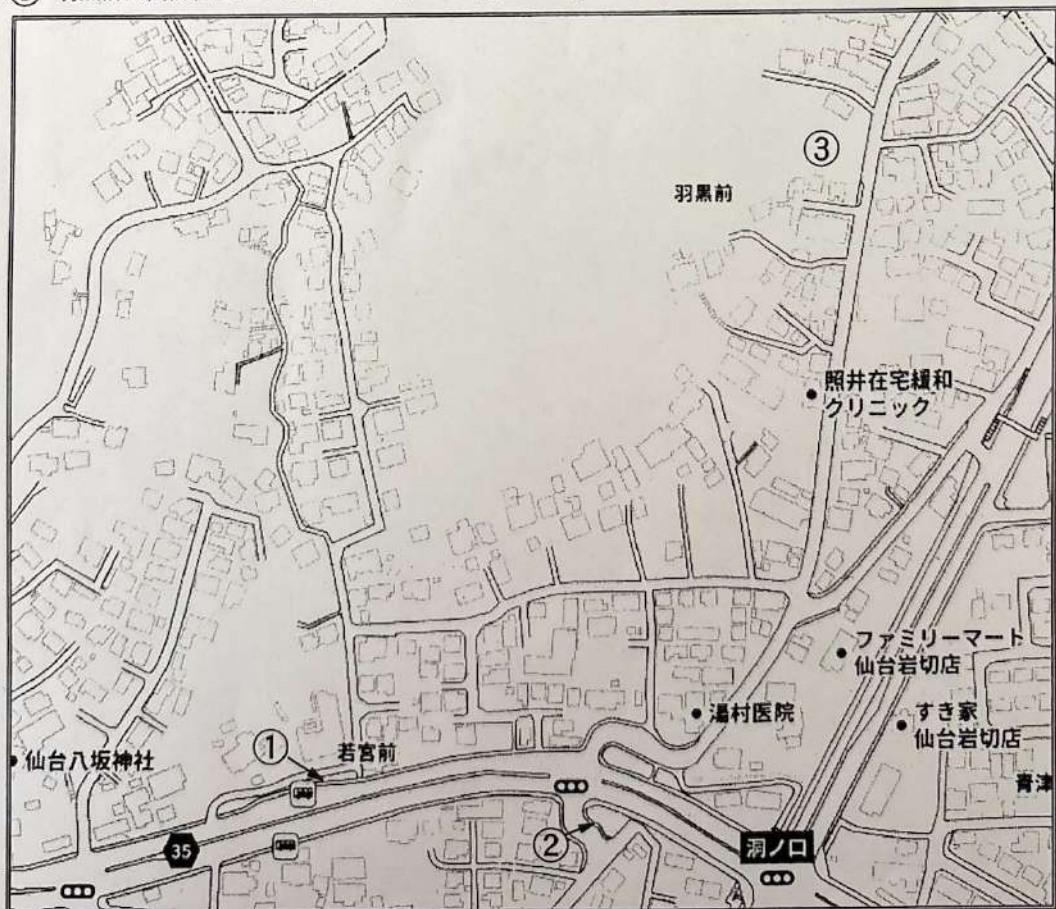 ③
羽黒前
照井在宅緩和
クリニック
ファミリーマート
仙台岩切店
湯村医院
すき家
仙台岩切店
①
若宮前
仙台八坂神社
青津
35
②
洞ノ口